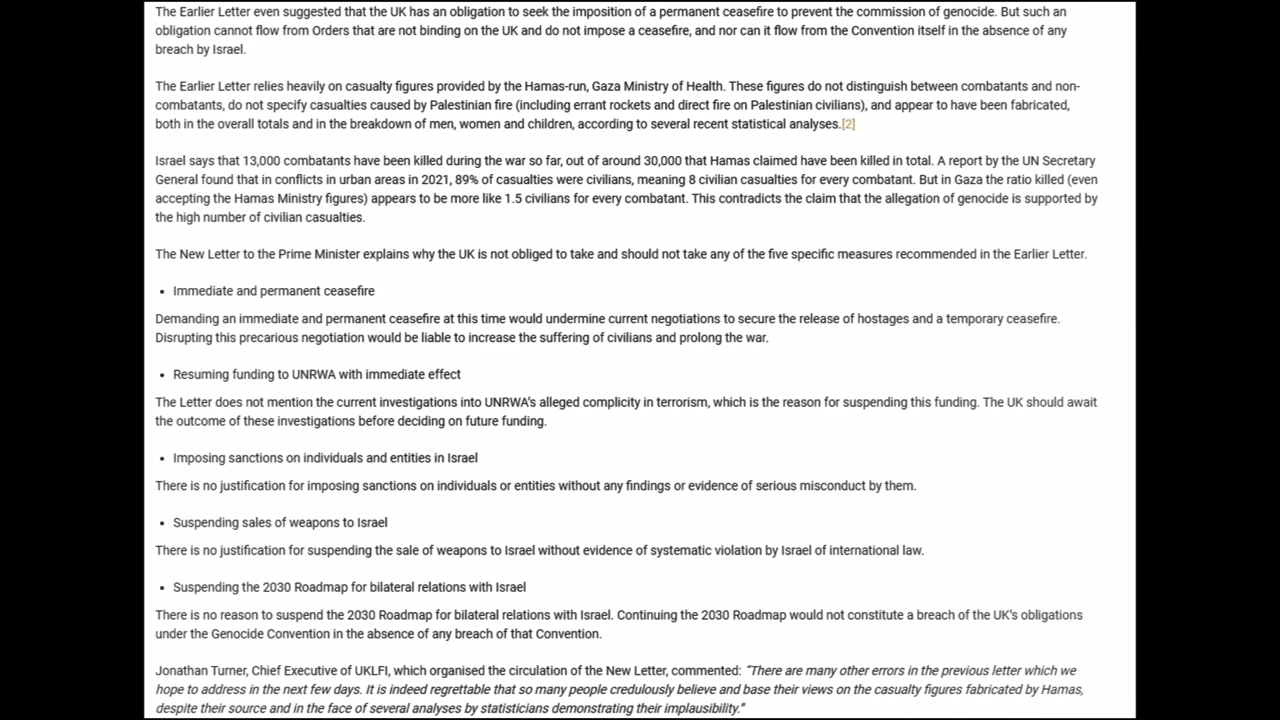 The Earlier Letter even suggested that the UK has an obligation to seek the imposition of a permanent ceasefire to prevent the commission of genocide. But such an
obligation cannot flow from Orders that are not binding on the UK and do not impose a ceasefire, and nor can it flow from the Convention itself in the absence of any
breach by Israel.
The Earlier Letter relies heavily on casualty figures provided by the Hamas-run, Gaza Ministry of Health. These figures do not distinguish between combatants and non-
combatants, do not specify casualties caused by Palestinian fire (including errant rockets and direct fire on Palestinian civilians), and appear to have been fabricated,
both in the overall totals and in the breakdown of men, women and children, according to several recent statistical analyses.[2]
Israel says that 13,000 combatants have been killed during the war so far, out of around 30,000 that Hamas claimed have been killed in total. A report by the UN Secretary
General found that in conflicts in urban areas in 2021, 89% of casualties were civilians, meaning 8 civilian casualties for every combatant. But in Gaza the ratio killed (even
accepting the Hamas Ministry figures) appears to be more like 1.5 civilians for every combatant. This contradicts the claim that the allegation of genocide is supported by
the high number of civilian casualties.
The New Letter to the Prime Minister explains why the UK is not obliged to take and should not take any of the five specific measures recommended in the Earlier Letter.
• Immediate and permanent ceasefire
Demanding an immediate and permanent ceasefire at this time would undermine current negotiations to secure the release of hostages and a temporary ceasefire.
Disrupting this precarious negotiation would be liable to increase the suffering of civilians and prolong the war.
• Resuming funding to UNRWA with immediate effect
The Letter does not mention the current investigations into UNRWA's alleged complicity in terrorism, which is the reason for suspending this funding. The UK should await
the outcome of these investigations before deciding on future funding.
• Imposing sanctions on individuals and entities in Israel
There is no justification for imposing sanctions on individuals or entities without any findings or evidence of serious misconduct by them.
• Suspending sales of weapons to Israel
There is no justification for suspending the sale of weapons to Israel without evidence of systematic violation by Israel of international law.
• Suspending the 2030 Roadmap for bilateral relations with Israel
There is no reason to suspend the 2030 Roadmap for bilateral relations with Israel. Continuing the 2030 Roadmap would not constitute a breach of the UK's obligations
under the Genocide Convention in the absence of any breach of that Convention.
Jonathan Turner, Chief Executive of UKLFI, which organised the circulation of the New Letter, commented: "There are many other errors in the previous letter which we
hope to address in the next few days. It is indeed regrettable that so many people credulously believe and base their views on the casualty figures fabricated by Hamas,
despite their source and in the face of several analyses by statisticians demonstrating their implausibility."